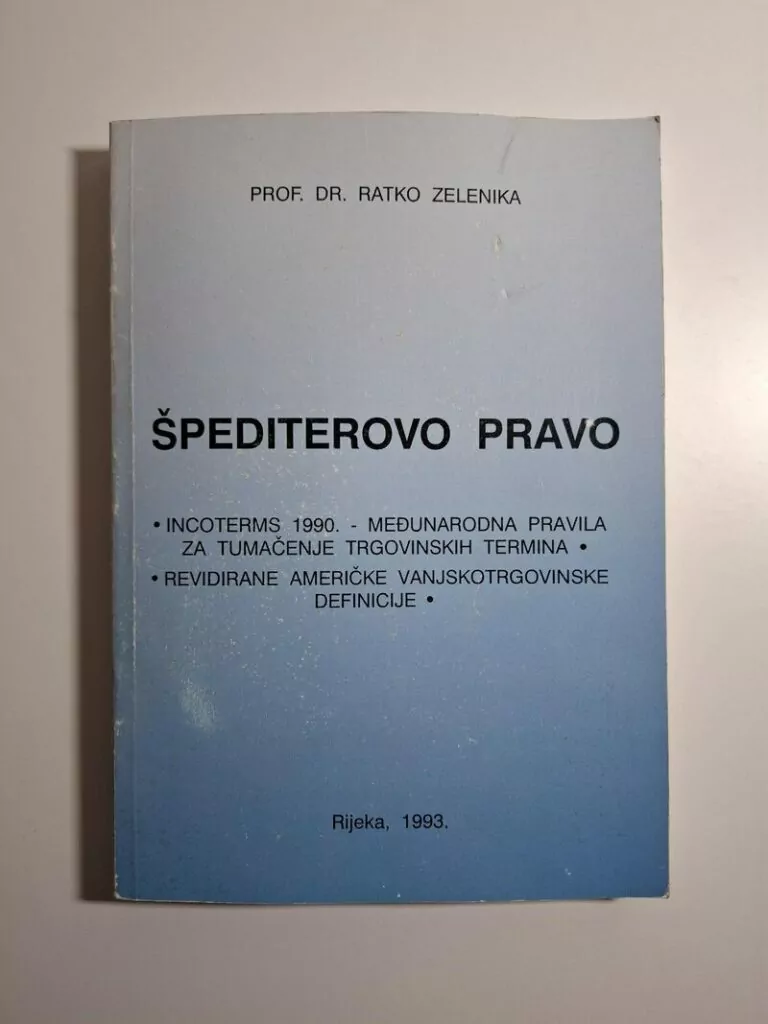 PROF. DR. RATKO ZELENIKA
ŠPEDITEROVO PRAVO
• INCOTERMS 1990. - MEĐUNARODNA PRAVILA
ZA TUMAČENJE TRGOVINSKIH TERMINA •
• REVIDIRANE AMERIČKE VANJSKOTRGOVINSKE
DEFINICIJE •
Rijeka, 1993.